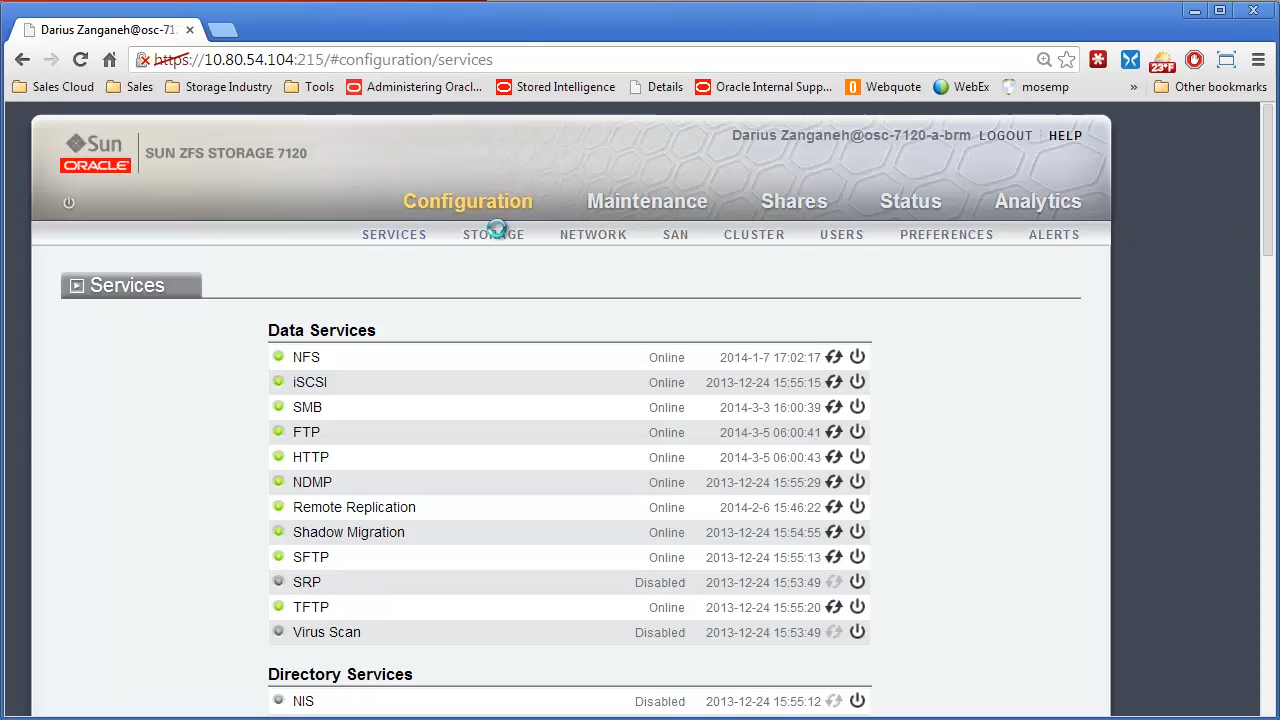 Darius Zanganeh@osc-71
https://10.80.54.104:215/#configuration/services
23°F
Sales Cloud Sales Storage Industry Tools Administering Orac... Stored Intelligence Details Oracle Internal Supp... Webquote WebEx mosemp » Other bookmarks
Sun
ORACLE
SUN ZFS STORAGE 7120
Darius Zanganeh@osc-7120-a-brm LOGOUT HELP
Configuration Maintenance Shares Status Analytics
SERVICES STORAGE NETWORK SAN CLUSTER USERS PREFERENCES ALERTS
Services
Data Services
NFS Online 2014-1-7 17:02:17
iSCSI Online 2013-12-24 15:55:15
SMB Online 2014-3-3 16:00:39
FTP Online 2014-3-5 06:00:41
HTTP Online 2014-3-5 06:00:43
NDMP Online 2013-12-24 15:55:29
Remote Replication Online 2014-2-6 15:46:22
Shadow Migration Online 2013-12-24 15:54:55
SFTP Online 2013-12-24 15:55:13
SRP Disabled 2013-12-24 15:53:49
TFTP Online 2013-12-24 15:55:20
Virus Scan Disabled 2013-12-24 15:53:49
Directory Services
NIS Disabled 2013-12-24 15:55:12